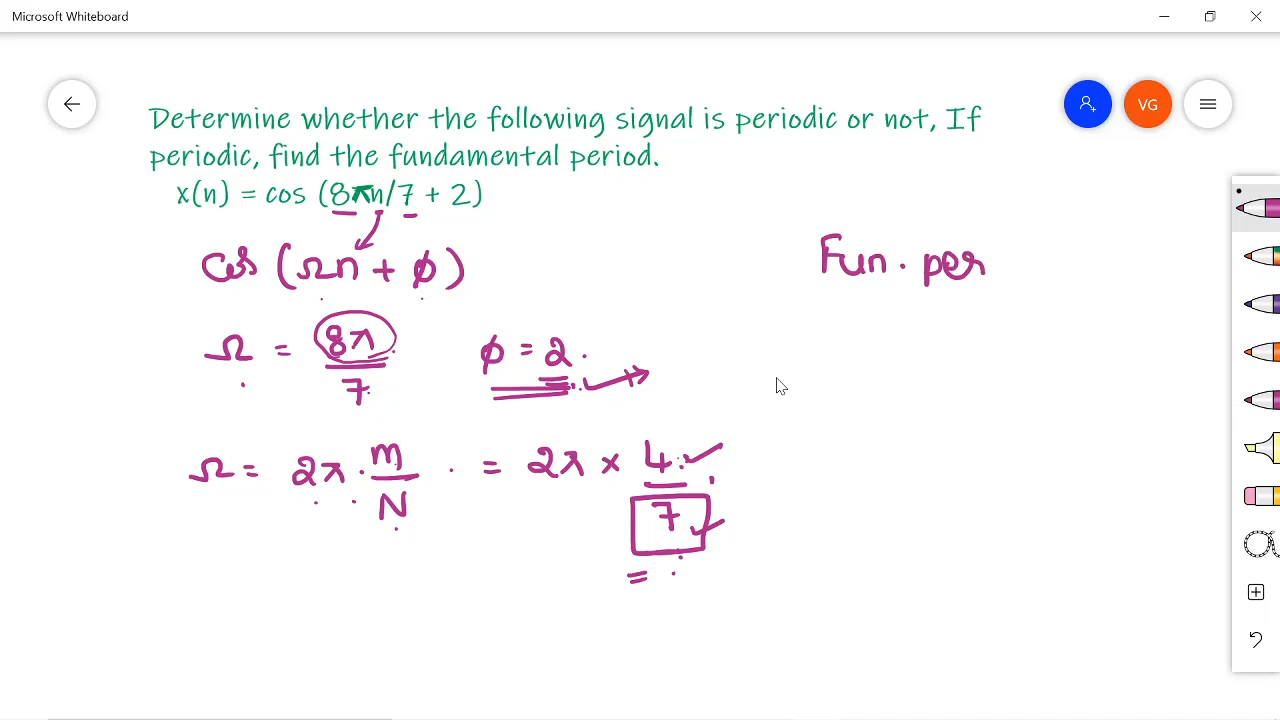 Microsoft Whiteboard
VG
Determine whether the following signal is periodic or not, If
periodic, find the fundamental period.
x(n) = cos (8πn/7 + 2)
cos (Ωn + φ)
Fun. per
Ω = 8π/7
φ = 2
Ω = 2π · m/N = 2π × 4/7
=